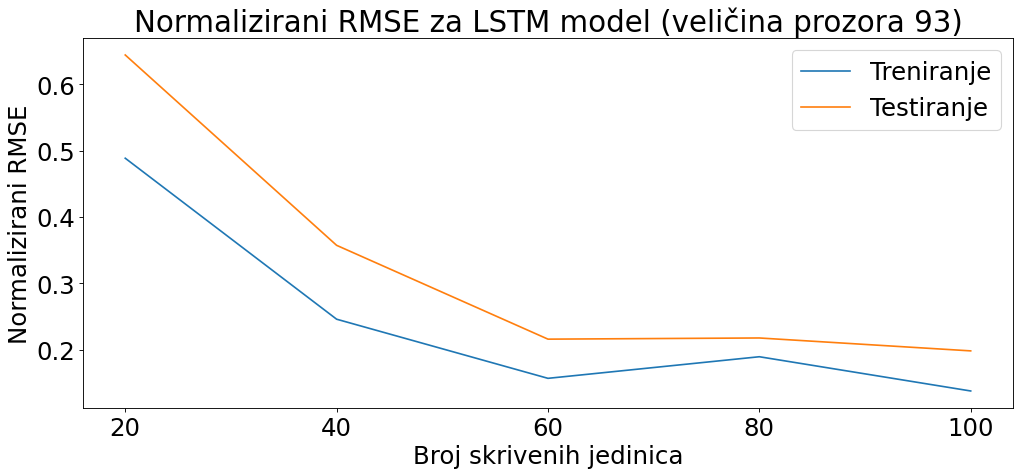 Normalizirani RMSE za LSTM model (veličina prozora 93)
Treniranje
Testiranje
Normalizirani RMSE
0.6
0.5
0.4
0.3
0.2
20 40 60 80 100
Broj skrivenih jedinica